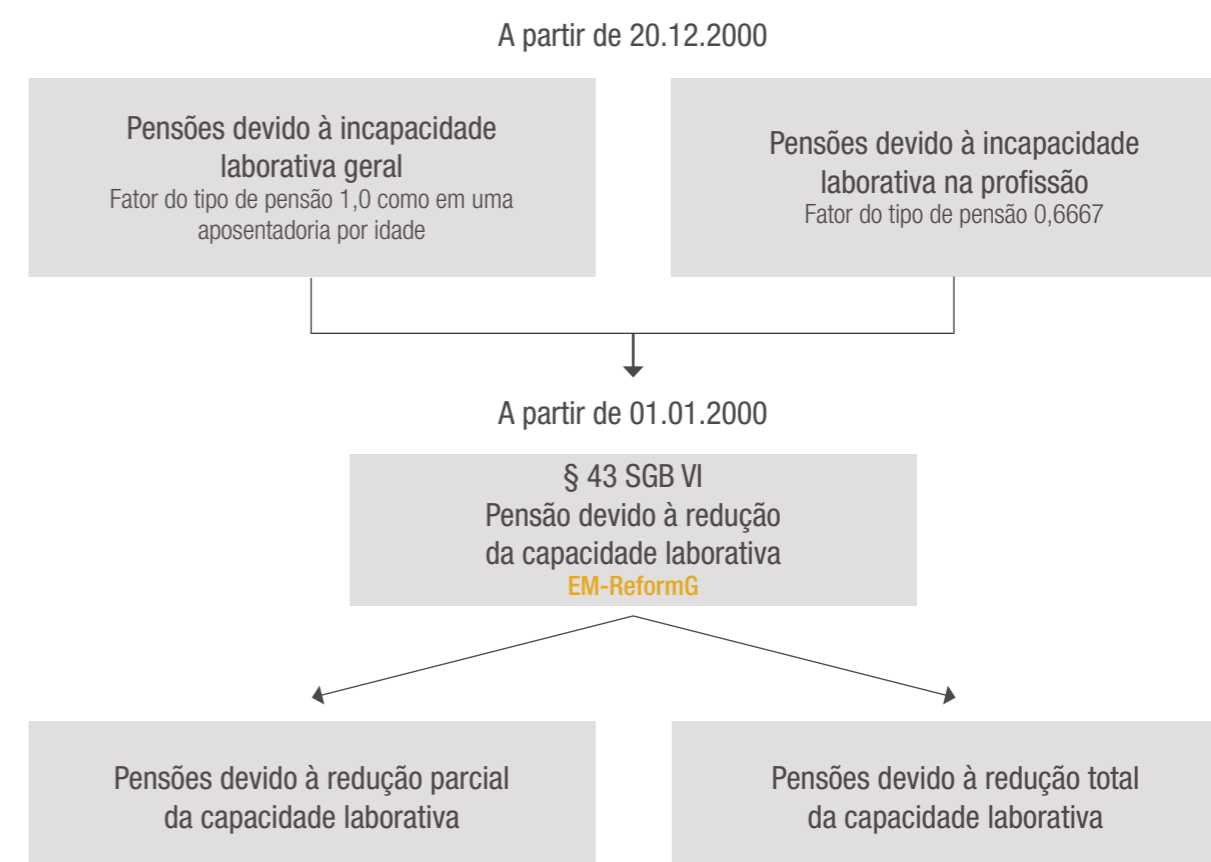 A partir de 20.12.2000
Pensões devido à incapacidade
laborativa geral
Fator do tipo de pensão 1,0 como em uma
aposentadoria por idade
Pensões devido à incapacidade
laborativa na profissão
Fator do tipo de pensão 0,6667
A partir de 01.01.2000
§ 43 SGB VI
Pensão devido à redução
da capacidade laborativa
EM-ReformG
Pensões devido à redução parcial
da capacidade laborativa
Pensões devido à redução total
da capacidade laborativa